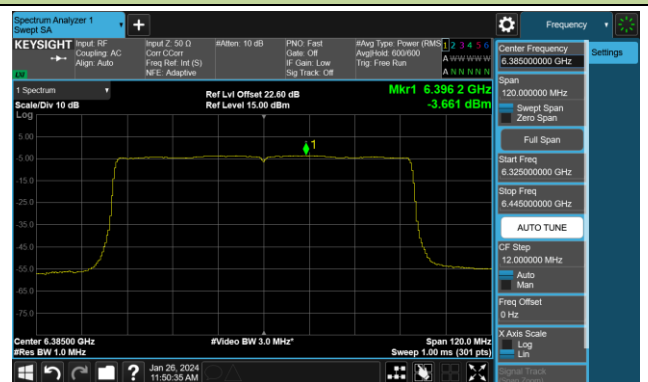 Spectrum Analyzer 1
Swept SA
+
Frequency
KEYSIGHT
Input: RF
Coupling: AC
Align: Auto
Input Z: 50 Ω
Corr CCorr
Freq Ref: Int (S)
NFE: Adaptive
#Atten: 10 dB
PNO: Fast
Gate: Off
IF Gain: Low
Sig Track: Off
#Avg Type: Power (RMS
Avg|Hold: 600/600
Trig: Free Run
1 2 3 4 5 6
A W W W W W
A N N N N N
LW
1 Spectrum
Scale/Div 10 dB
Log
Ref Lvl Offset 22.60 dB
Ref Level 15.00 dBm
Mkr1 6.396 2 GHz
-3.661 dBm
1
5.00
-5.00
-15.0
-25.0
-35.0
-45.0
-55.0
-65.0
-75.0
Center 6.38500 GHz
#Res BW 1.0 MHz
#Video BW 3.0 MHz*
Span 120.0 MHz
Sweep 1.00 ms (301 pts)
Center Frequency
6.385000000 GHz
Settings
Span
120.000000 MHz
Swept Span
Zero Span
Full Span
Start Freq
6.325000000 GHz
Stop Freq
6.445000000 GHz
AUTO TUNE
CF Step
12.000000 MHz
Auto
Man
Freq Offset
0 Hz
X Axis Scale
Log
Lin
Signal Track
(Span Zoom)
?
Jan 26, 2024
11:50:35 AM